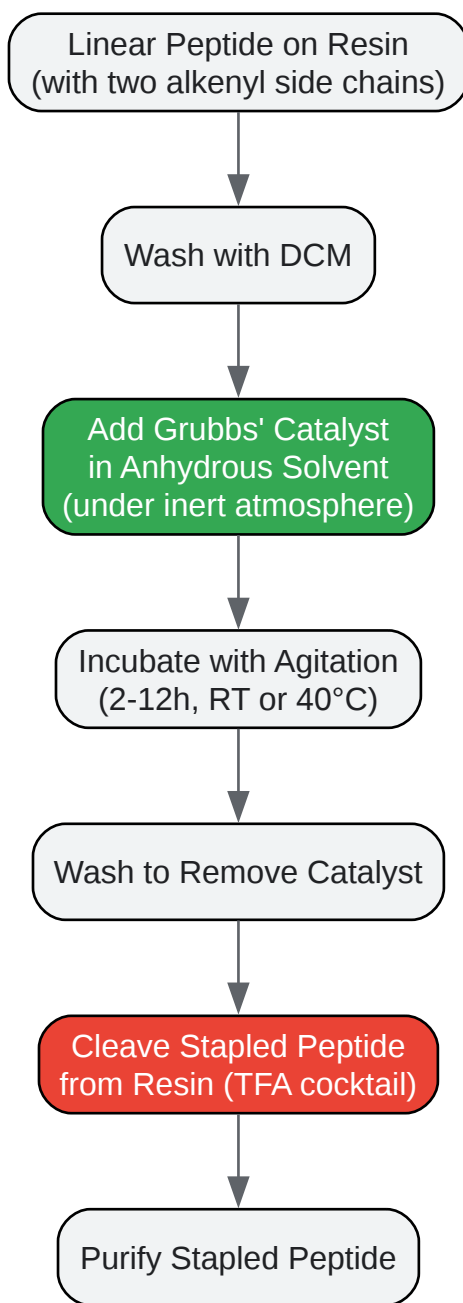 Linear Peptide on Resin
(with two alkenyl side chains)
Wash with DCM
Add Grubbs' Catalyst
in Anhydrous Solvent
(under inert atmosphere)
Incubate with Agitation
(2-12h, RT or 40°C)
Wash to Remove Catalyst
Cleave Stapled Peptide
from Resin (TFA cocktail)
Purify Stapled Peptide